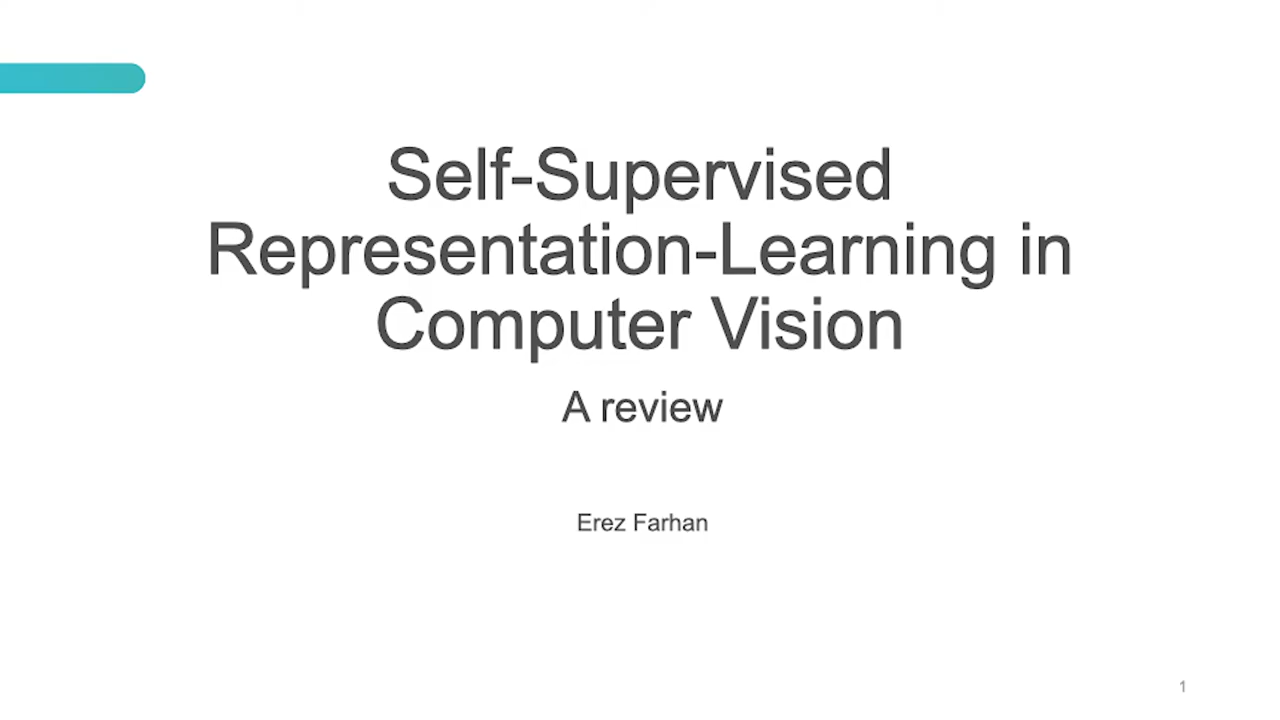 Self-Supervised
Representation-Learning in
Computer Vision
A review
Erez Farhan
1